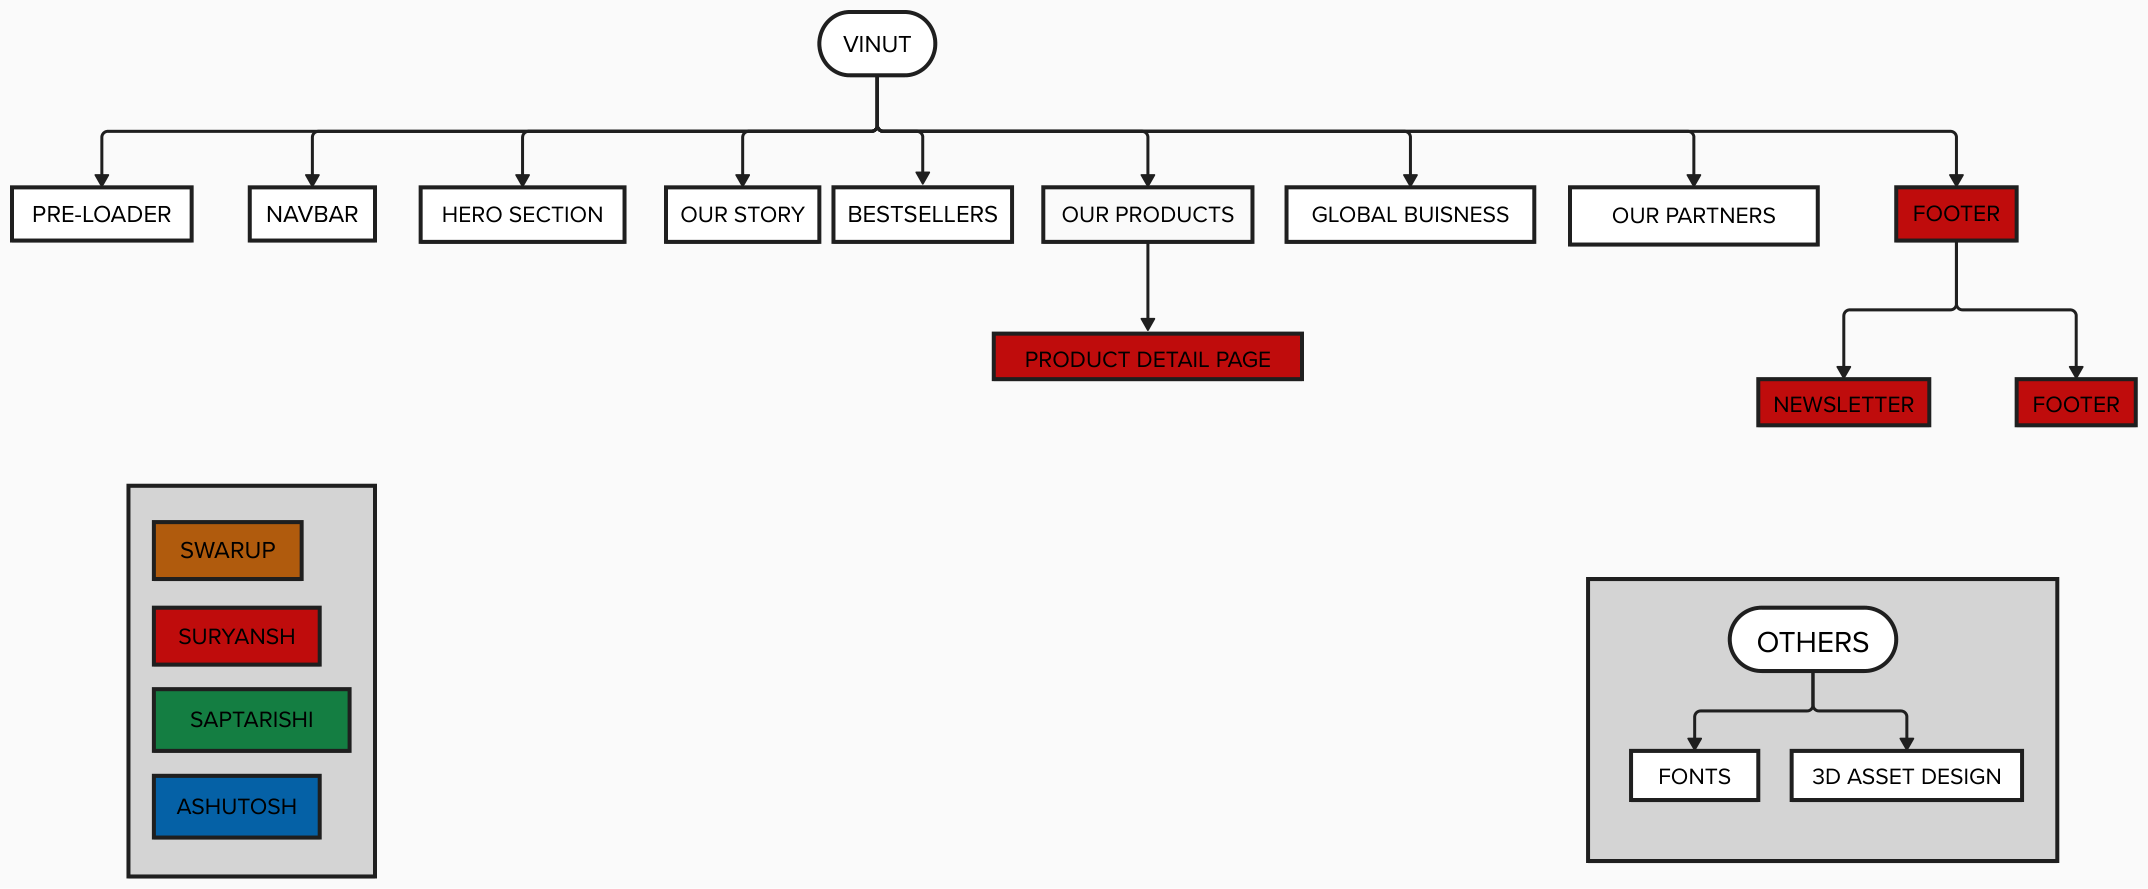 VINUT
PRE-LOADER
NAVBAR
HERO SECTION
OUR STORY
BESTSELLERS
OUR PRODUCTS
GLOBAL BUISNESS
OUR PARTNERS
FOOTER
PRODUCT DETAIL PAGE
NEWSLETTER
FOOTER
SWARUP
SURYANSH
SAPTARISHI
ASHUTOSH
OTHERS
FONTS
3D ASSET DESIGN